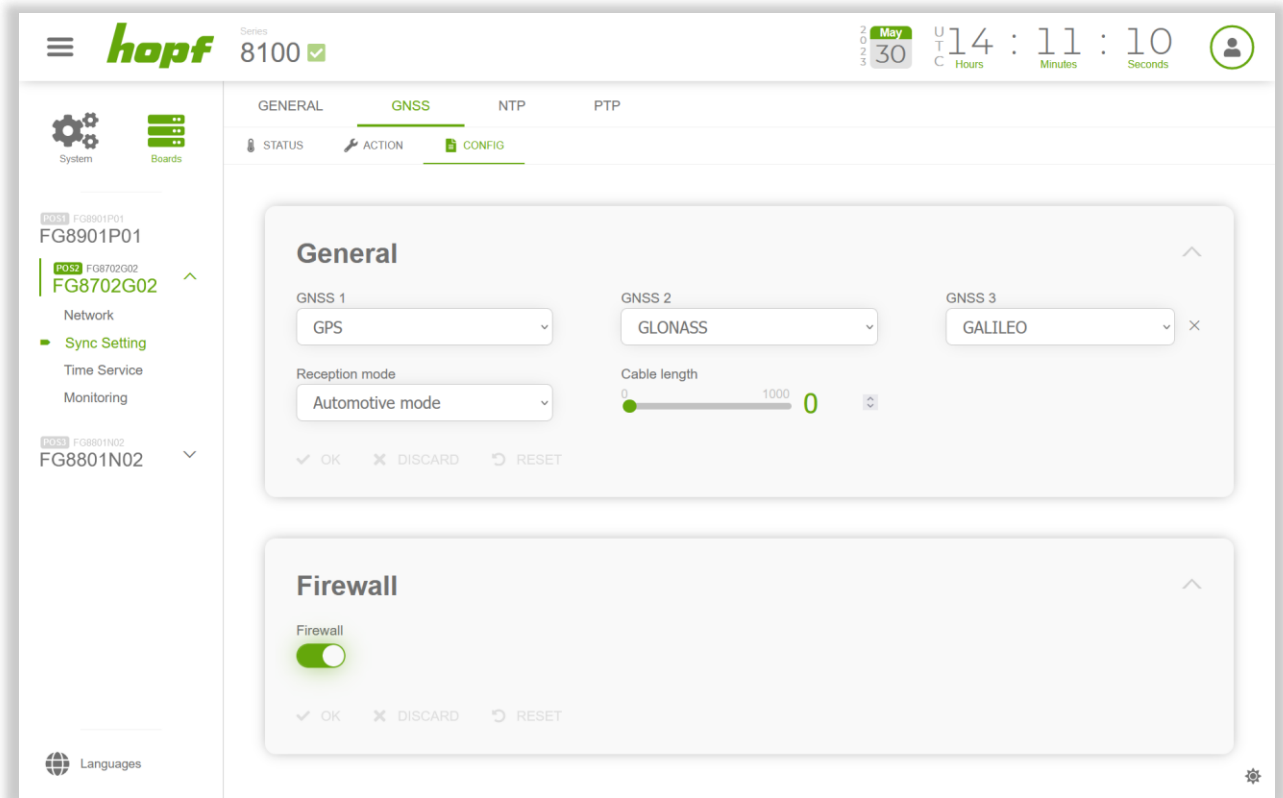 hopf
Series
8100
2023
May
30
UTC
14 : 11 : 10
Hours Minutes Seconds
System
Boards
GENERAL GNSS NTP PTP
STATUS ACTION CONFIG
POS1 FG8901P01
FG8901P01
POS2 FG8702G02
FG8702G02
Network
Sync Setting
Time Service
Monitoring
POS3 FG8801N02
FG8801N02
Languages
General
GNSS 1 GNSS 2 GNSS 3
GPS GLONASS GALILEO
Reception mode Cable length
Automotive mode 0 1000 0
OK DISCARD RESET
Firewall
Firewall
OK DISCARD RESET